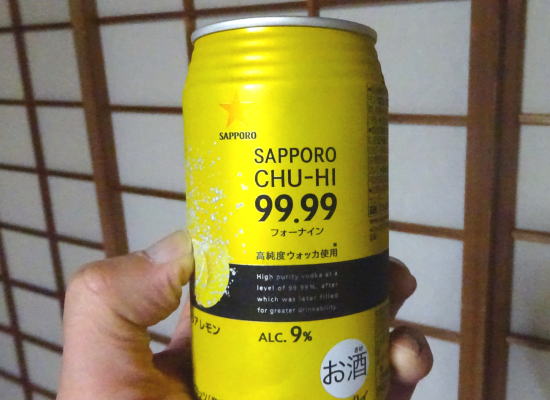 SAPPORO
SAPPORO
CHU-HI
99.99
フォーナイン
高純度ウォッカ使用
High purity vodka at a
level of 99.99%, after
which was later filled
for greater drinkability.
アレモン
ALC. 9%
お酒